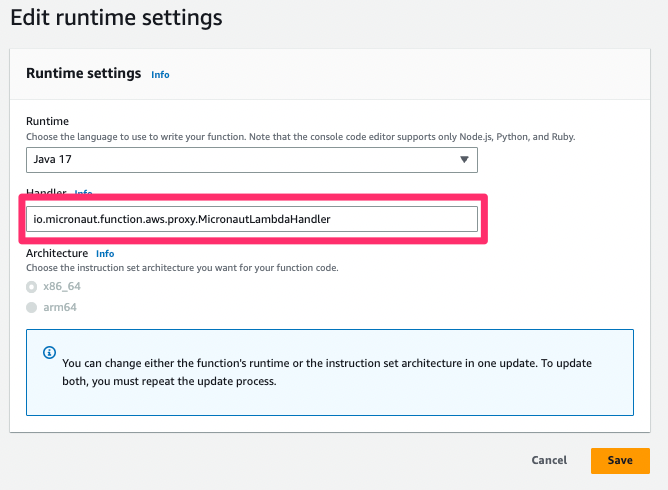 Edit runtime settings
Runtime settings Info
Runtime
Choose the language to use to write your function. Note that the console code editor supports only Node.js, Python, and Ruby.
Java 17
Handler Info
io.micronaut.function.aws.proxy.MicronautLambdaHandler
Architecture Info
Choose the instruction set architecture you want for your function code.
x86_64
arm64
You can change either the function's runtime or the instruction set architecture in one update. To update
both, you must repeat the update process.
Cancel Save